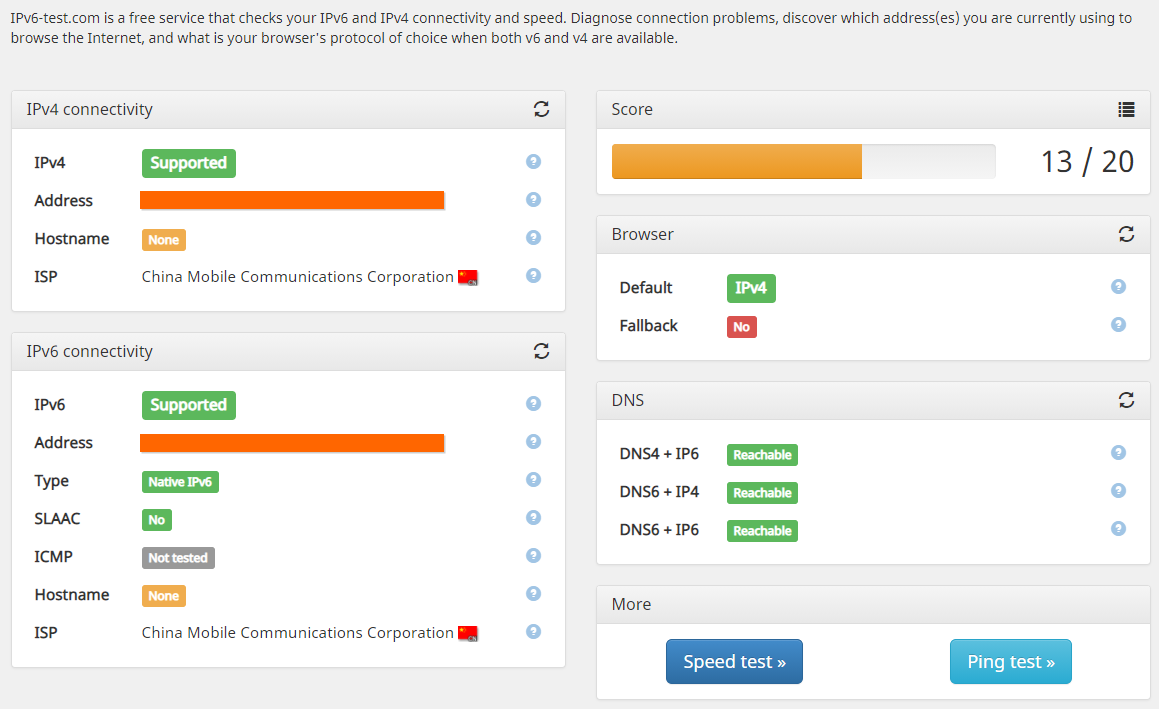 IPv6-test.com is a free service that checks your IPv6 and IPv4 connectivity and speed. Diagnose connection problems, discover which address(es) you are currently using to
browse the Internet, and what is your browser's protocol of choice when both v6 and v4 are available.
IPv4 connectivity
IPv4 Supported ?
Address ?
Hostname None ?
ISP China Mobile Communications Corporation CN ?
IPv6 connectivity
IPv6 Supported ?
Address ?
Type Native IPv6 ?
SLAAC No ?
ICMP Not tested ?
Hostname None ?
ISP China Mobile Communications Corporation CN ?
Score
13 / 20
Browser
Default IPv4 ?
Fallback No ?
DNS
DNS4 + IP6 Reachable ?
DNS6 + IP4 Reachable ?
DNS6 + IP6 Reachable ?
More
Speed test »
Ping test »